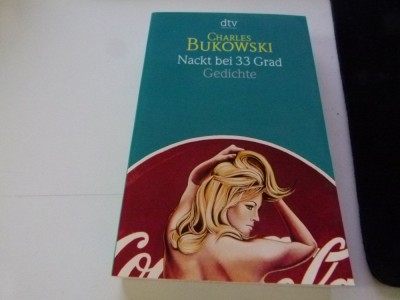 dtv
CHARLES
BUKOWSKI
Nackt bei 33 Grad
Gedichte